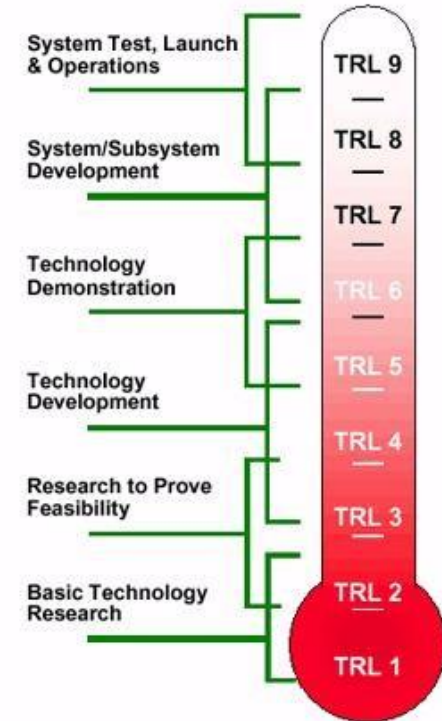 System Test, Launch
& Operations
System/Subsystem
Development
Technology
Demonstration
Technology
Development
Research to Prove
Feasibility
Basic Technology
Research
TRL 9
TRL 8
TRL 7
TRL 6
TRL 5
TRL 4
TRL 3
TRL 2
TRL 1